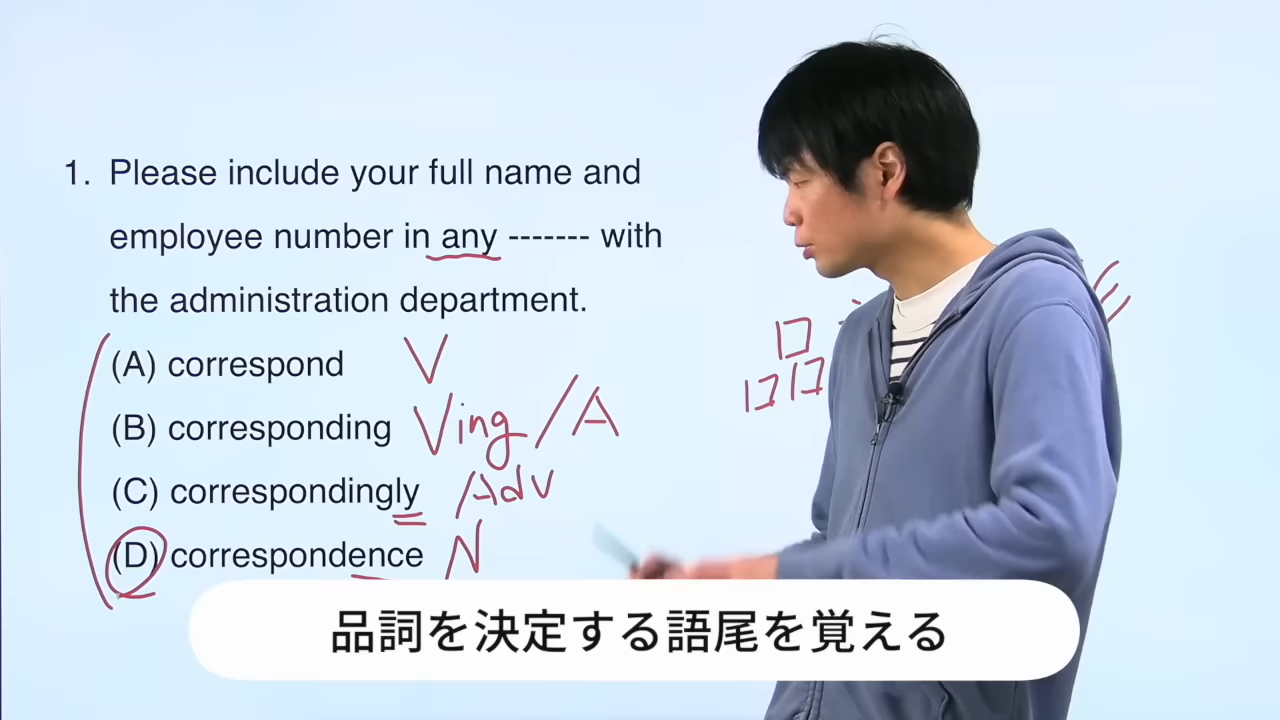 1. Please include your full name and
employee number in any ------- with
the administration department.
(A) correspond V
(B) corresponding Ving/A
(C) correspondingly Adv
(D) correspondence N
品
品詞を決定する語尾を覚える